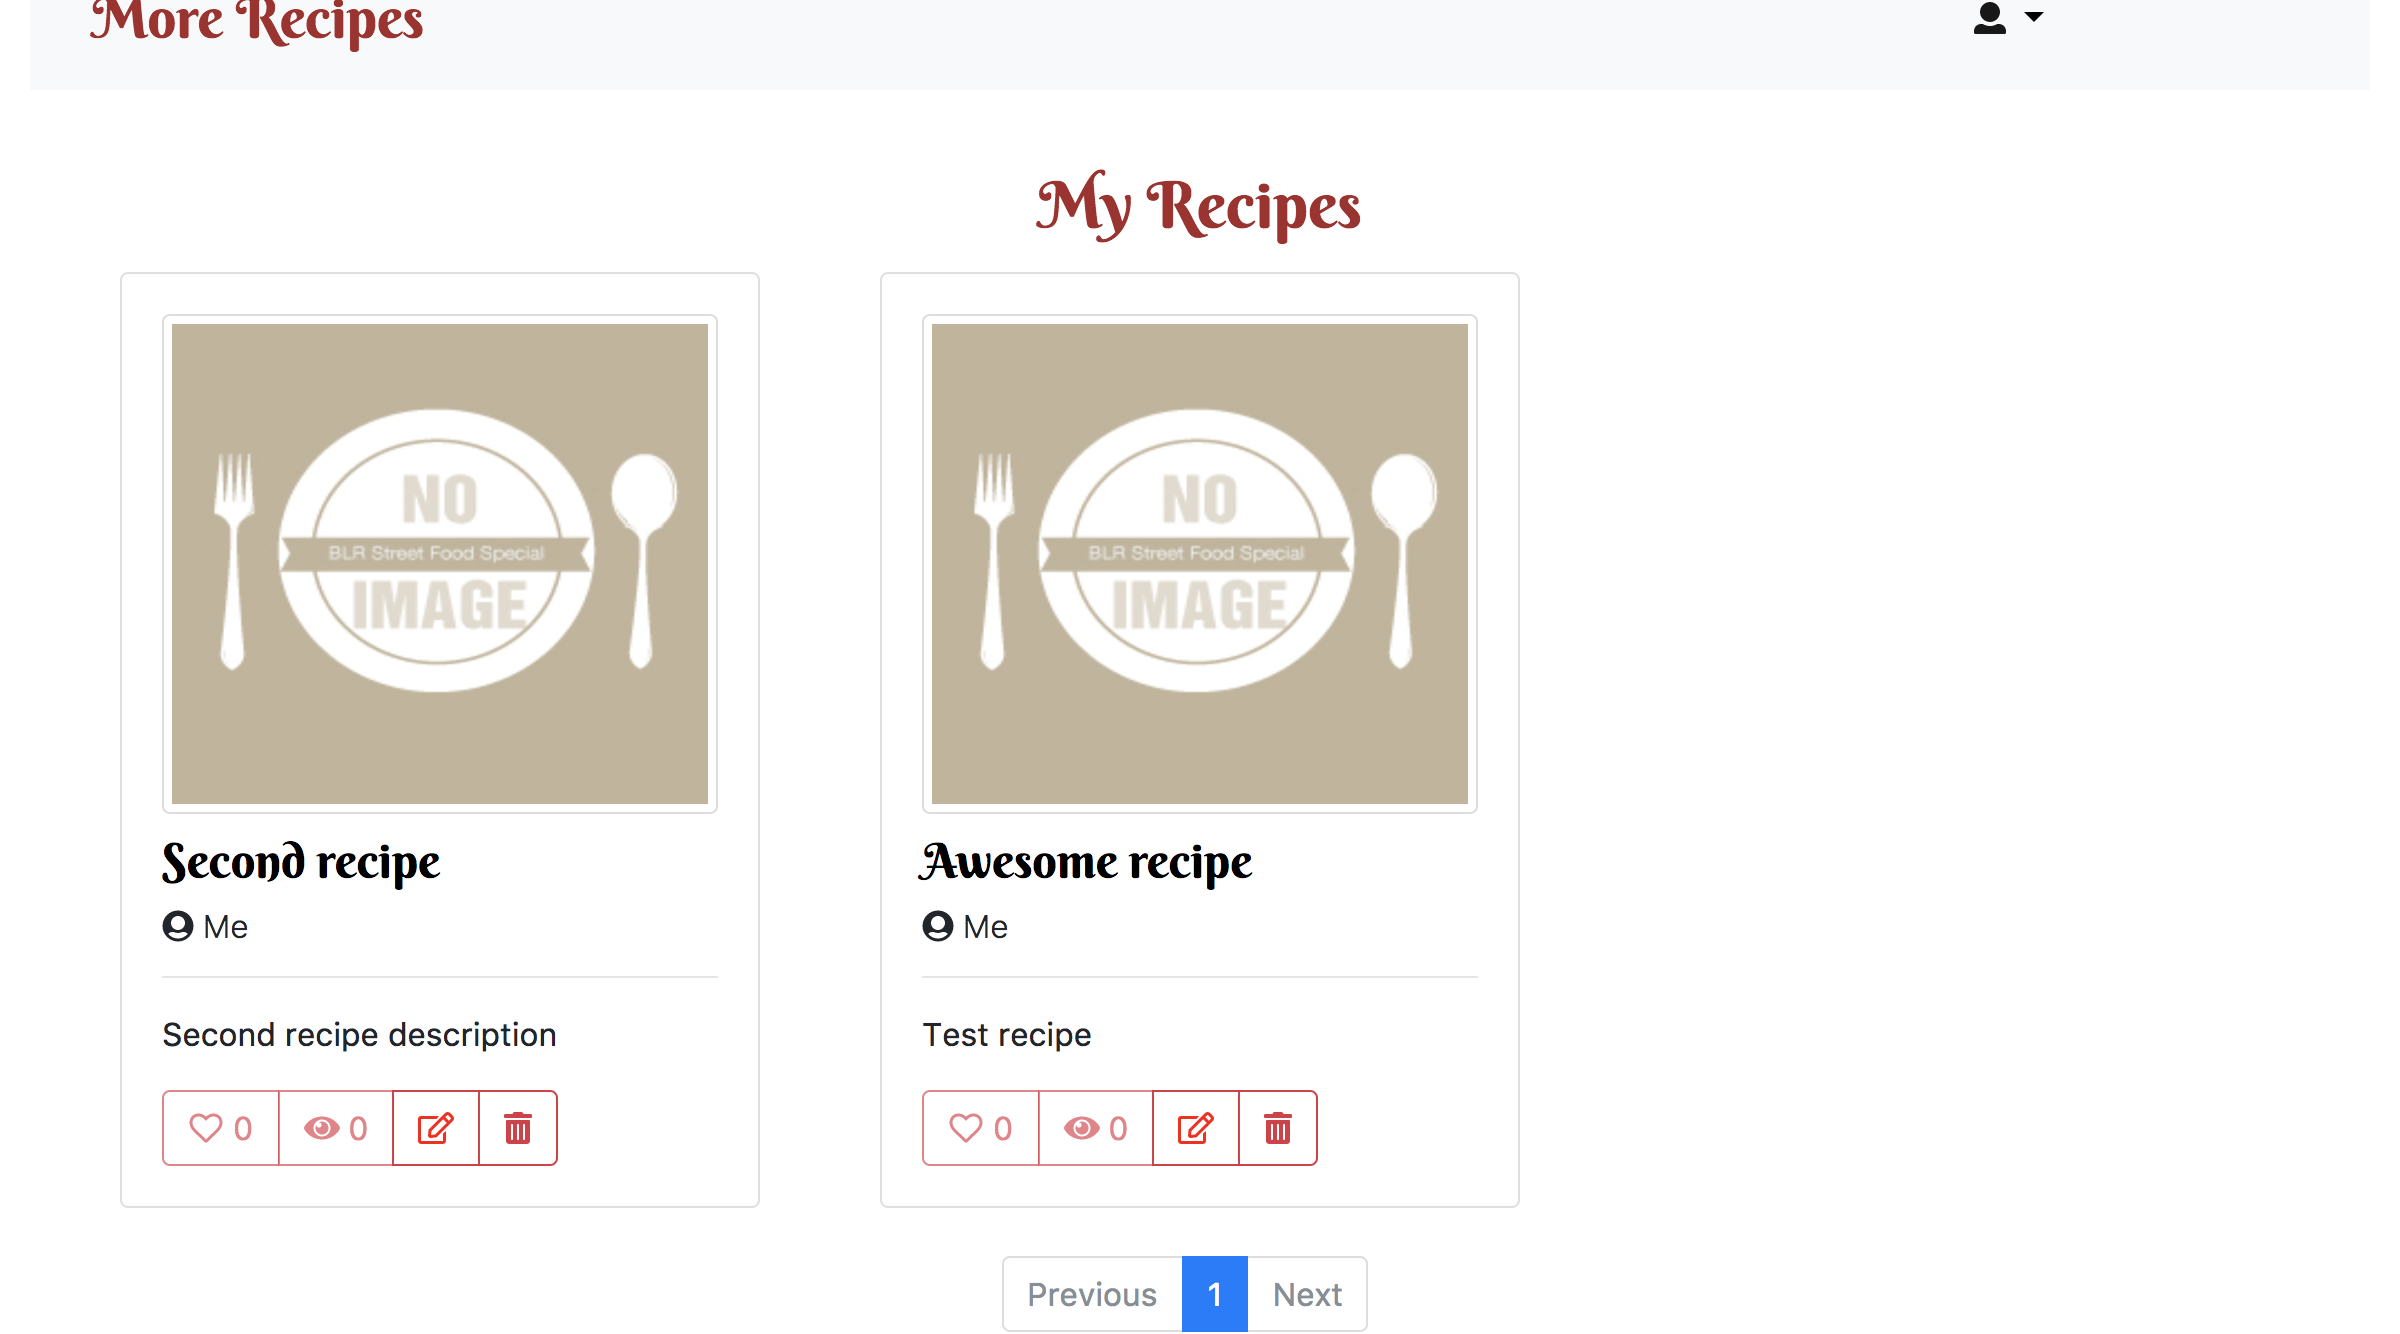 More Recipes
My Recipes
NO
BLR Street Food Special
IMAGE
Second recipe
Me
Second recipe description
0 0
NO
BLR Street Food Special
IMAGE
Awesome recipe
Me
Test recipe
0 0
Previous 1 Next